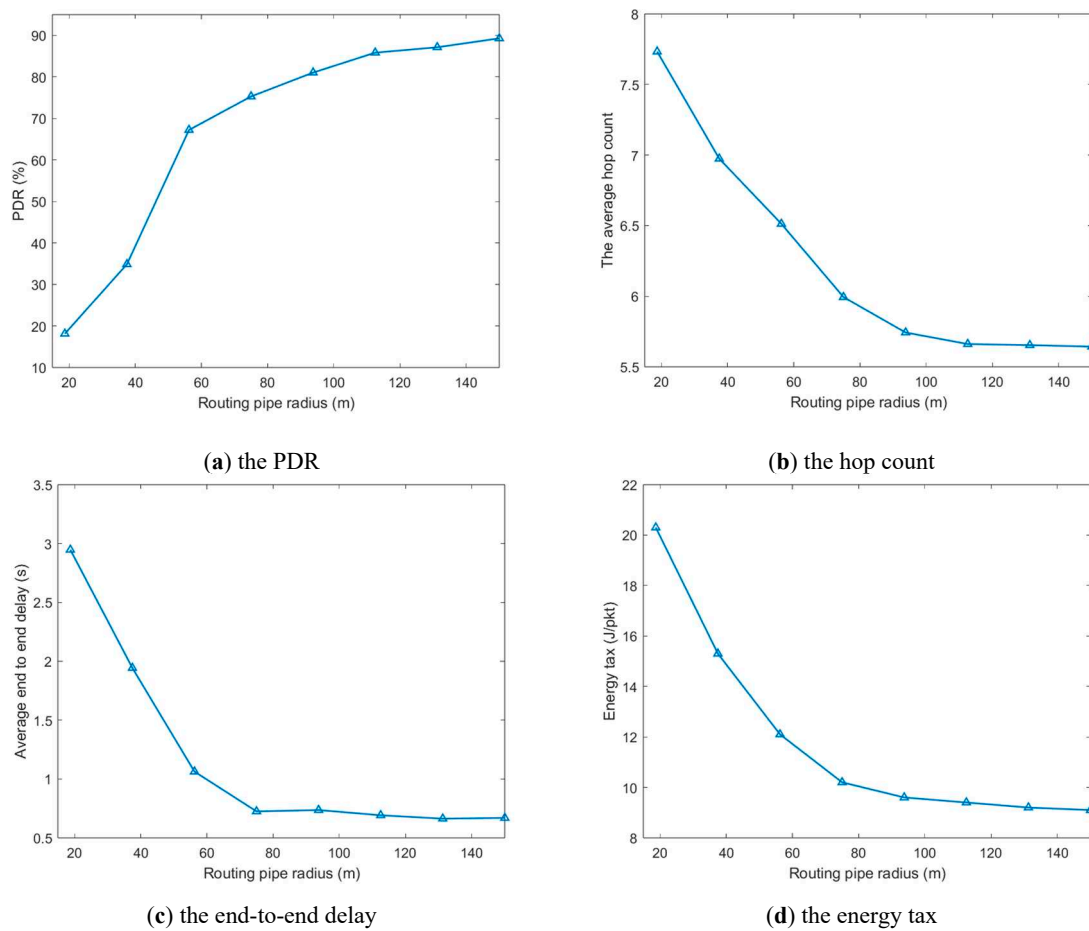 90
80
70
60
50
40
30
20
10
PDR (%)
20 40 60 80 100 120 140
Routing pipe radius (m)
(a) the PDR
8
7.5
7
6.5
6
5.5
The average hop count
20 40 60 80 100 120 140
Routing pipe radius (m)
(b) the hop count
3.5
3
2.5
2
1.5
1
0.5
Average end to end delay (s)
20 40 60 80 100 120 140
Routing pipe radius (m)
(c) the end-to-end delay
22
20
18
16
14
12
10
8
Energy tax (J/pkt)
20 40 60 80 100 120 140
Routing pipe radius (m)
(d) the energy tax